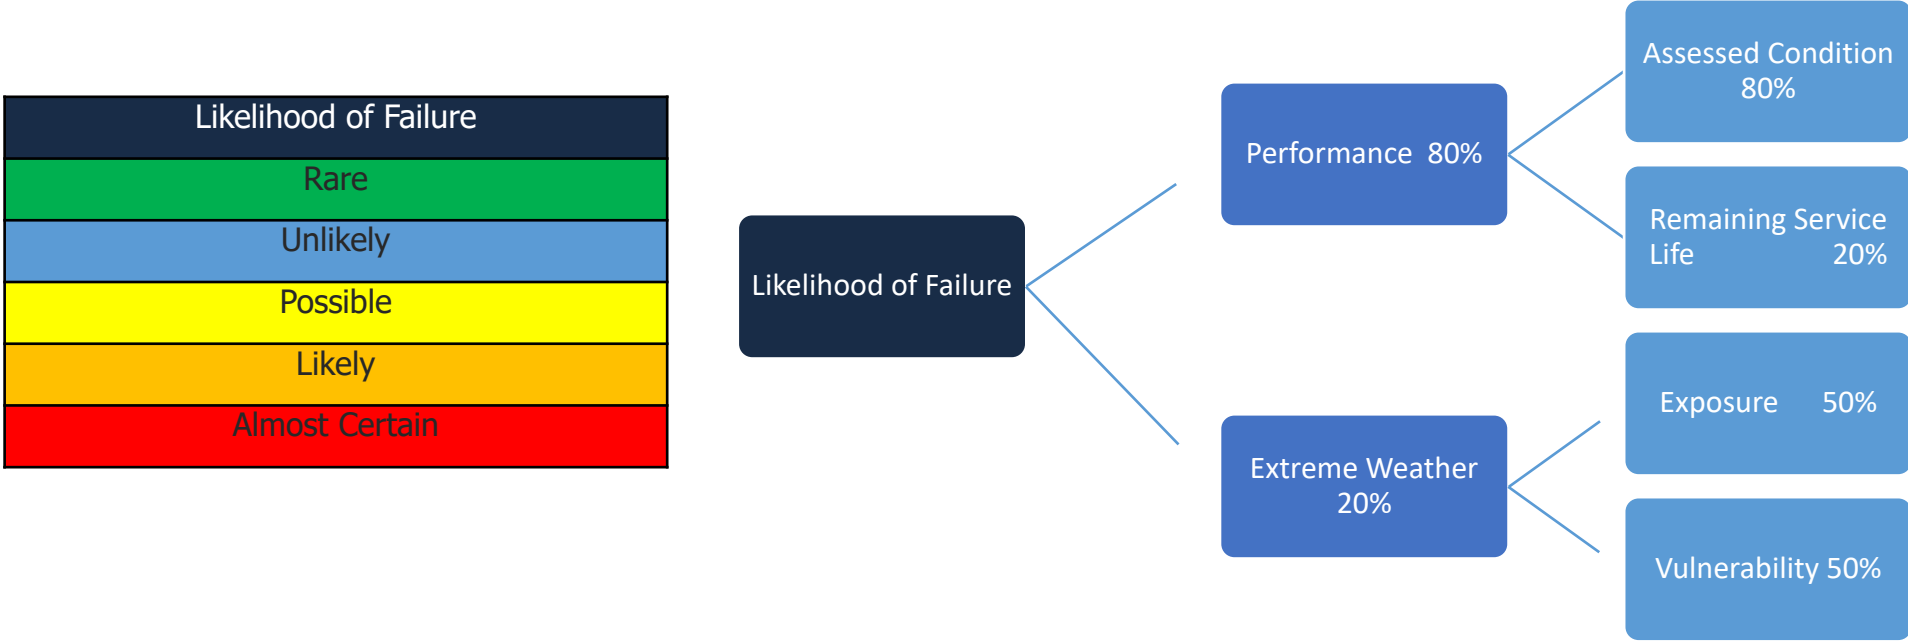 Likelihood of Failure
Rare
Unlikely
Possible
Likely
Almost Certain
Likelihood of Failure
Performance 80%
Extreme Weather
20%
Assessed Condition
80%
Remaining Service
Life 20%
Exposure 50%
Vulnerability 50%